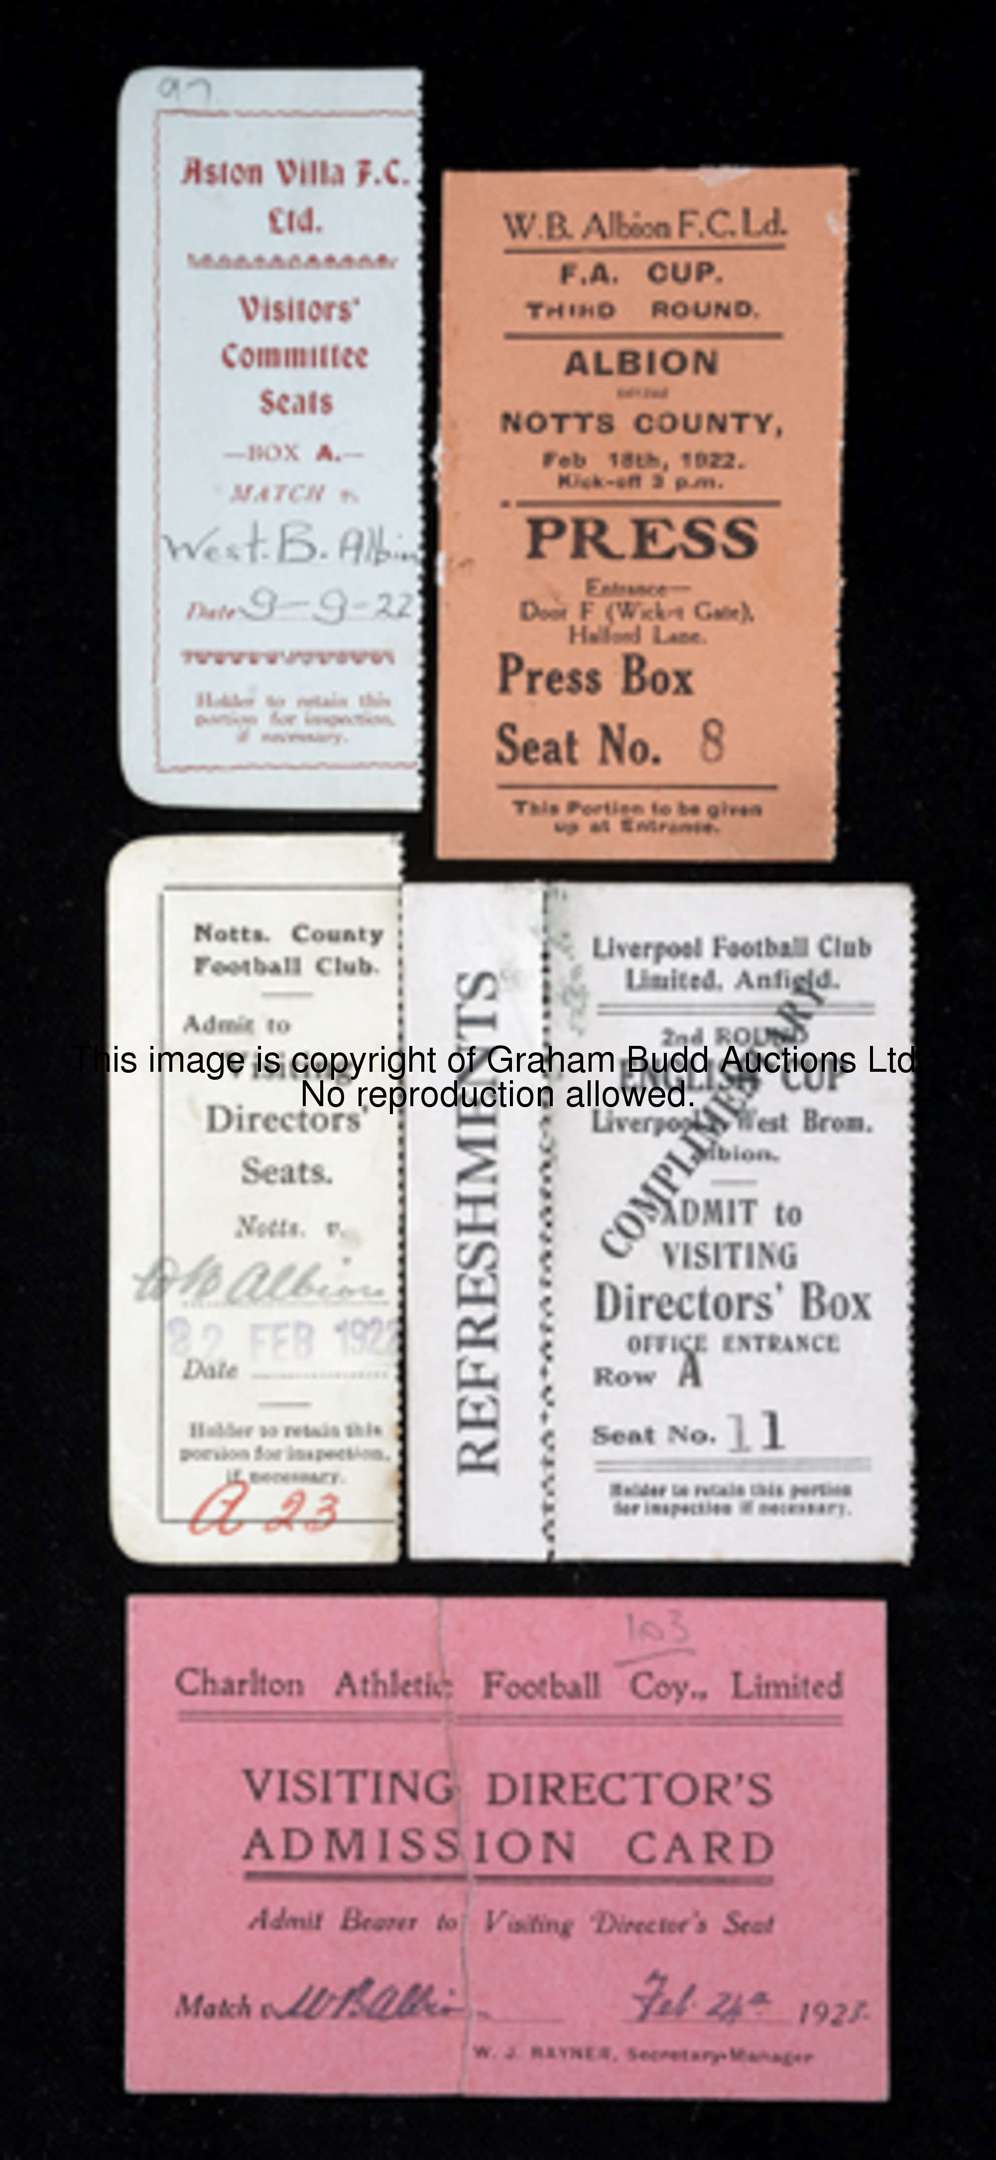 97
Aston Villa F.C.
Ltd.
Visitors'
Committee
Seats
—BOX A.—
MATCH v.
West. B. Albion
Date 9-9-22
Holder to retain this
portion for inspection,
if necessary.
W.B. Albion F.C. Ld.
F.A. CUP.
THIRD ROUND.
ALBION
NOTTS COUNTY,
Feb 18th, 1922.
Kick-off 3 p.m.
PRESS
Entrance—
Door F (Wicket Gate),
Halford Lane.
Press Box
Seat No. 8
This Portion to be given
up at Entrance.
Notts. County
Football Club.
Admit to
Visiting
Directors'
Seats.
Notts. v.
W B Albion
22 FEB 1922
Date
Holder to retain this
portion for inspection,
if necessary.
A 23
REFRESHMENTS
Liverpool Football Club
Limited, Anfield.
2nd ROUND
ENGLISH CUP
Liverpool West Brom.
Albion.
COMPLIMENTARY
ADMIT to
VISITING
Directors' Box
OFFICE ENTRANCE
Row A
Seat No. 11
Holder to retain this portion
for inspection if necessary.
This image is copyright of Graham Budd Auctions Ltd
No reproduction allowed.
103
Charlton Athletic Football Coy., Limited
VISITING DIRECTOR'S
ADMISSION CARD
Admit Bearer to Visiting Director's Seat
Match v. W B Albion Feb. 24th 1923.
W. J. RAYNER, Secretary-Manager